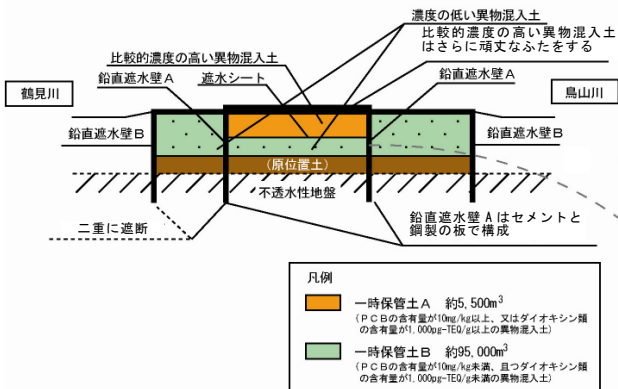 濃度の低い異物混入土
比較的濃度の高い異物混入土
はさらに頑丈なふたをする
比較的濃度の高い異物混入土
鉛直遮水壁A
遮水シート
鉛直遮水壁A
鶴見川
鳥山川
鉛直遮水壁B
鉛直遮水壁B
(原位置土)
不透水性地盤
二重に遮断
鉛直遮水壁Aはセメントと
鋼製の板で構成
凡例
一時保管土A 約5,500m³
(PCBの含有量が10mg/kg以上、又はダイオキシン類
の含有量が1,000pg-TEQ/g以上の異物混入土)
一時保管土B 約95,000m³
(PCBの含有量が10mg/kg未満、且つダイオキシン類
の含有量が1,000pg-TEQ/g未満の異物混入土)